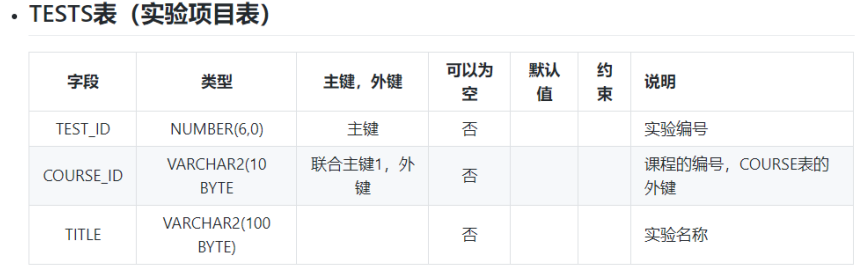 TESTS表（实验项目表）
字段 类型 主键，外键 可以为空 默认值 约束 说明
TEST_ID NUMBER(6,0) 主键 否 实验编号
COURSE_ID VARCHAR2(10 BYTE 联合主键1，外键 否 课程的编号，COURSE表的外键
TITLE VARCHAR2(100 BYTE) 否 实验名称